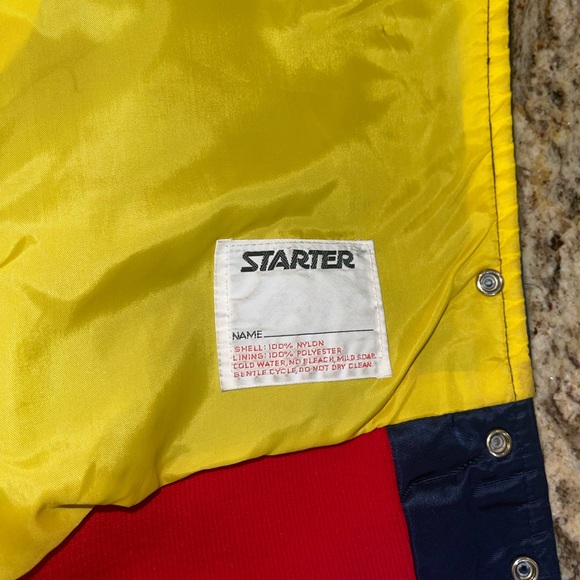 STARTER
NAME
SHELL: 100% NYLON
LINING: 100% POLYESTER
COLD WATER, NO BLEACH, MILD SOAP,
GENTLE CYCLE, DO NOT DRY CLEAN.